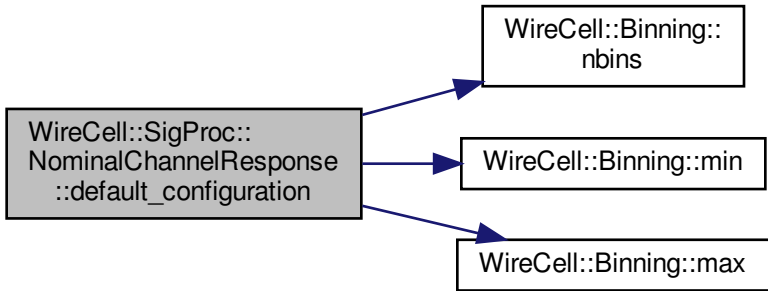 WireCell::SigProc::
NominalChannelResponse
::default_configuration
WireCell::Binning::
nbins
WireCell::Binning::min
WireCell::Binning::max